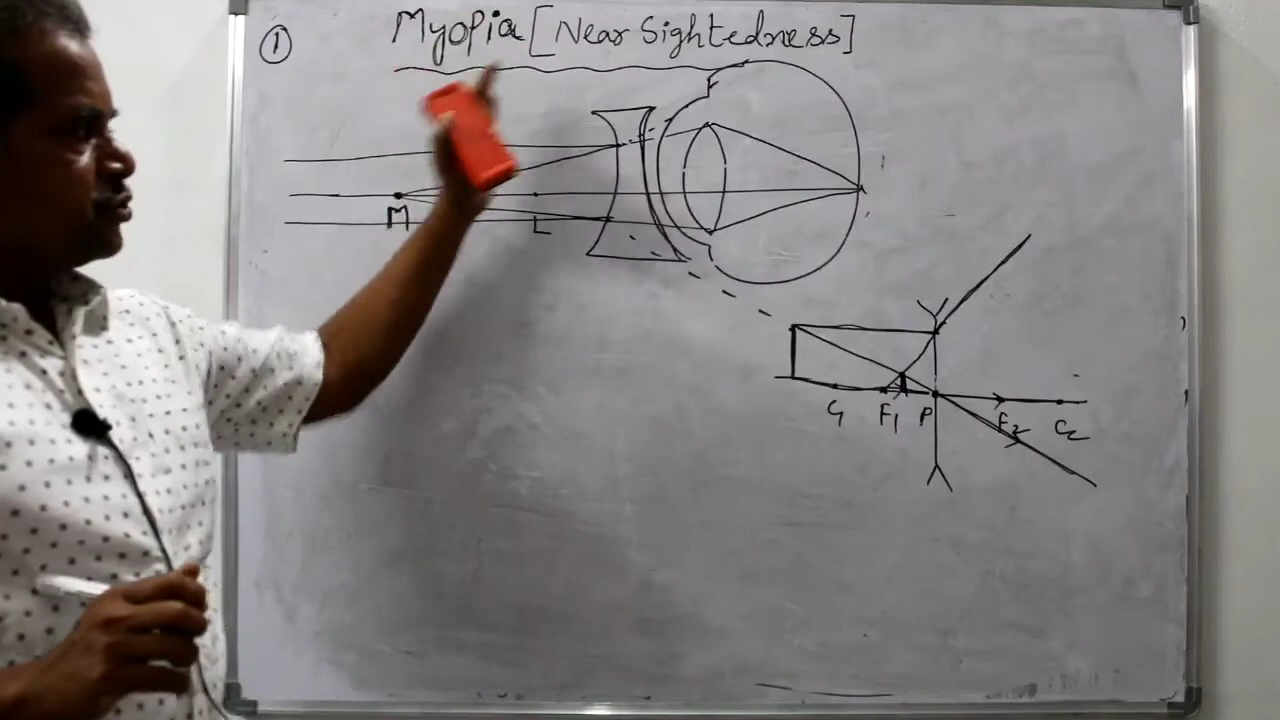 ① Myopia [Near Sightedness]
M L
C₁ F₁ P F₂ C₂